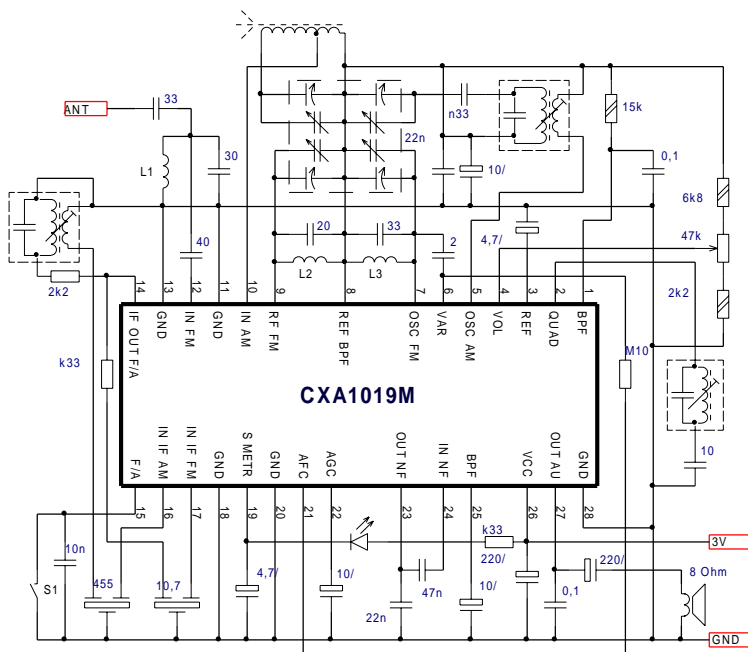 33
ANT
n33
22n
15k
30
L1
10/
0,1
6k8
20
33
2
4,7/
47k
40
L2
L3
2k2
2k2
14
13
12
11
10
9
8
7
6
5
4
3
2
1
IF OUT F/A
GND
IN FM
GND
IN AM
RF FM
REF BPF
OSC FM
VAR
OSC AM
VOL
REF
QUAD
BPF
k33
M10
CXA1019M
F/A
IN IF AM
IN IF FM
GND
S METR
GND
AFC
AGC
OUT NF
IN NF
BPF
VCC
OUT AU
GND
10
15
16
17
18
19
20
21
22
23
24
25
26
27
28
k33
3V
10n
220/
220/
8 Ohm
S1
455
10,7
4,7/
10/
47n
10/
0,1
22n
GND